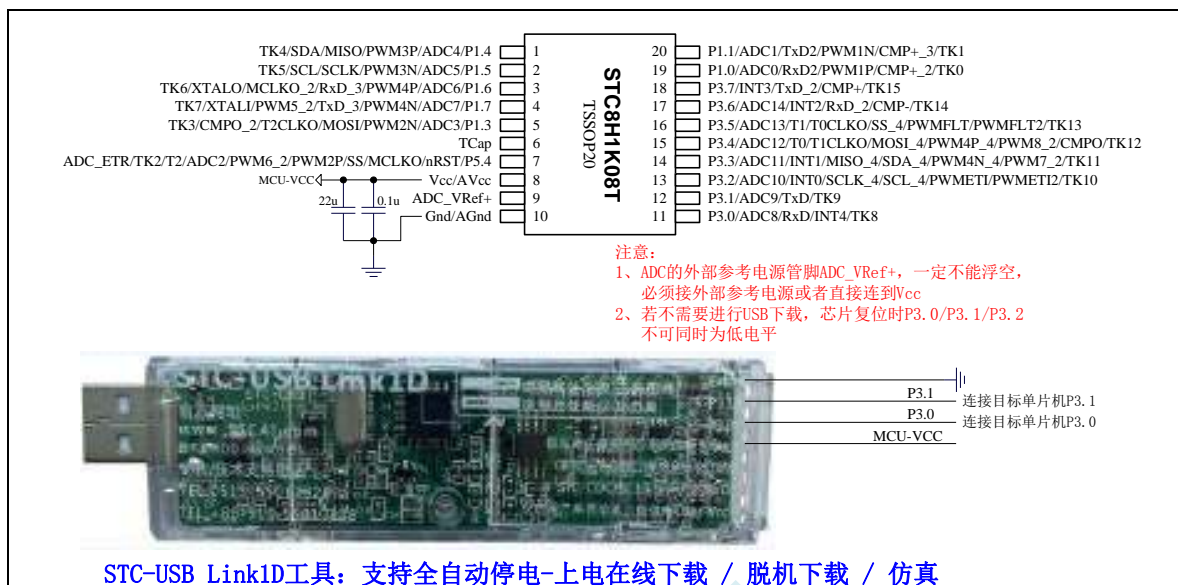 TK4/SDA/MISO/PWM3P/ADC4/P1.4 1
TK5/SCL/SCLK/PWM3N/ADC5/P1.5 2
TK6/XTALO/MCLKO_2/RxD_3/PWM4P/ADC6/P1.6 3
TK7/XTALI/PWM5_2/TxD_3/PWM4N/ADC7/P1.7 4
TK3/CMPO_2/T2CLKO/MOSI/PWM2N/ADC3/P1.3 5
TCap 6
ADC_ETR/TK2/T2/ADC2/PWM6_2/PWM2P/SS/MCLKO/nRST/P5.4 7
MCU-VCC Vcc/AVcc 8
22u 0.1u ADC_VRef+ 9
Gnd/AGnd 10
STC8H1K08T
TSSOP20
20 P1.1/ADC1/TxD2/PWM1N/CMP+_3/TK1
19 P1.0/ADC0/RxD2/PWM1P/CMP+_2/TK0
18 P3.7/INT3/TxD_2/CMP+/TK15
17 P3.6/ADC14/INT2/RxD_2/CMP-/TK14
16 P3.5/ADC13/T1/T0CLKO/SS_4/PWMFLT/PWMFLT2/TK13
15 P3.4/ADC12/T0/T1CLKO/MOSI_4/PWM4P_4/PWM8_2/CMPO/TK12
14 P3.3/ADC11/INT1/MISO_4/SDA_4/PWM4N_4/PWM7_2/TK11
13 P3.2/ADC10/INT0/SCLK_4/SCL_4/PWMETI/PWMETI2/TK10
12 P3.1/ADC9/TxD/TK9
11 P3.0/ADC8/RxD/INT4/TK8
注意：
1、ADC的外部参考电源管脚ADC_VRef+，一定不能浮空，
必须接外部参考电源或者直接连到Vcc
2、若不需要进行USB下载，芯片复位时P3.0/P3.1/P3.2
不可同时为低电平
STC-USB Link1D
P3.1 连接目标单片机P3.1
P3.0 连接目标单片机P3.0
MCU-VCC
STC-USB Link1D工具：支持全自动停电-上电在线下载 / 脱机下载 / 仿真